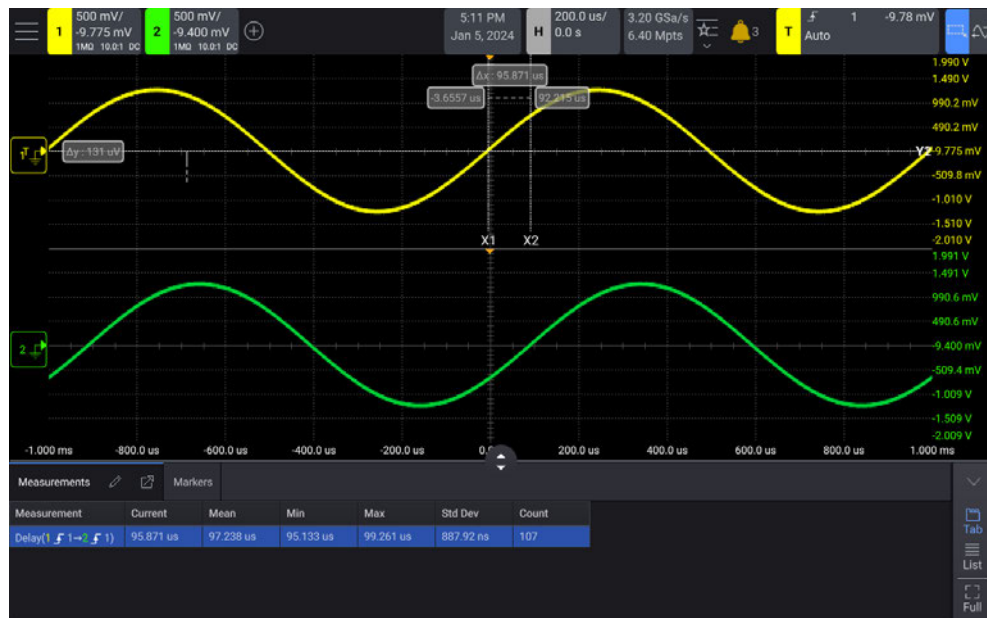 500 mV/ 500 mV/ 5:11 PM 200.0 us/ 3.20 GSa/s 1 -9.78 mV
1 -9.775 mV 2 -9.400 mV Jan 5, 2024 H 0.0 s 6.40 Mpts 3 T Auto
1MΩ 10.0:1 DC 1MΩ 10.0:1 DC
1.990 V
Δx : 95.871 us 1.490 V
-3.6557 us 92.215 us 990.2 mV
490.2 mV
1T Δy : 131 uV Y2 -9.775 mV
-509.8 mV
-1.010 V
-1.510 V
X1 X2 -2.010 V
1.991 V
1.491 V
990.6 mV
490.6 mV
2 -9.400 mV
-509.4 mV
-1.009 V
-1.509 V
-2.009 V
-1.000 ms -800.0 us -600.0 us -400.0 us -200.0 us 200.0 us 400.0 us 600.0 us 800.0 us 1.000 ms
Measurements Markers
Measurement Current Mean Min Max Std Dev Count
Delay(1 1→2 1) 95.871 us 97.238 us 95.133 us 99.261 us 887.92 ns 107
Tab
List
Full